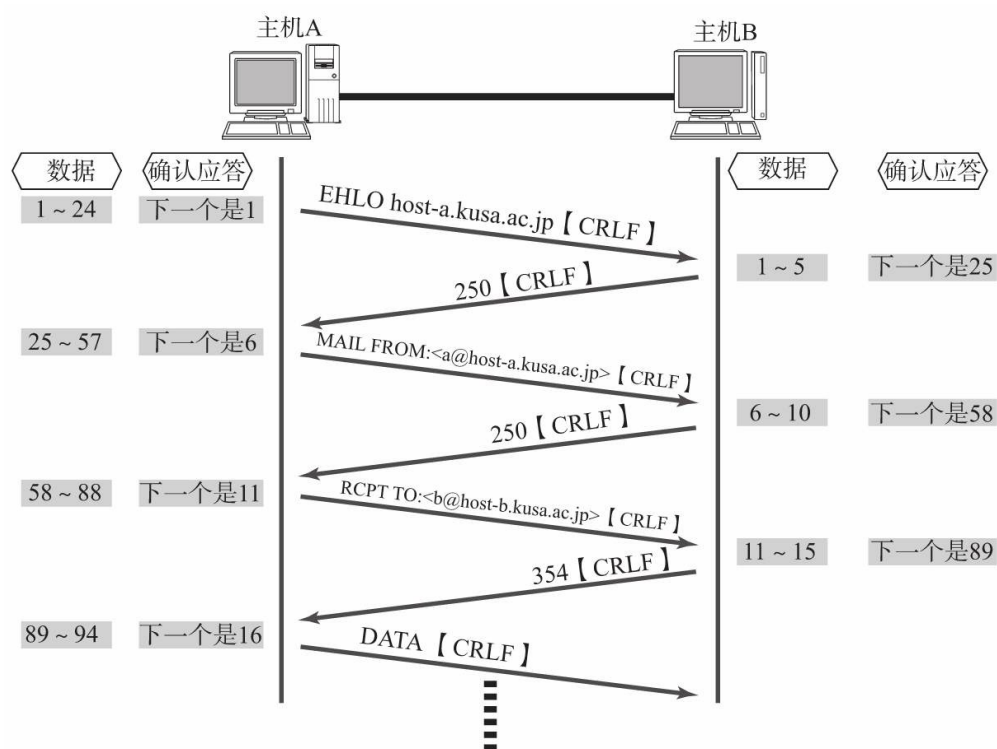 主机A
主机B
数据
确认应答
数据
确认应答
1~24
下一个是1
EHLO host-a.kusa.ac.jp【CRLF】
1~5
下一个是25
250【CRLF】
25~57
下一个是6
MAIL FROM:<a@host-a.kusa.ac.jp>【CRLF】
6~10
下一个是58
250【CRLF】
58~88
下一个是11
RCPT TO:<b@host-b.kusa.ac.jp>【CRLF】
11~15
下一个是89
354【CRLF】
89~94
下一个是16
DATA【CRLF】